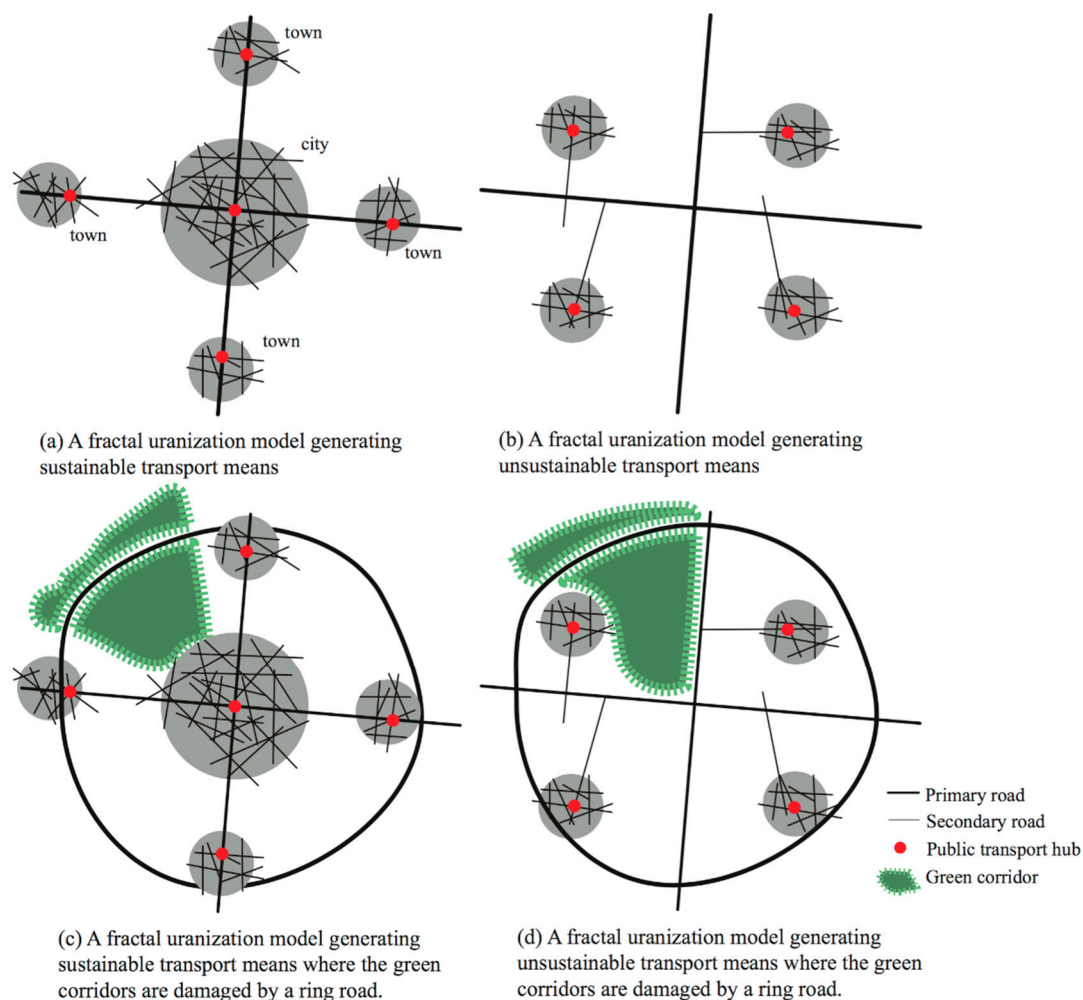 town
city
town
town
town
(a) A fractal uranization model generating
sustainable transport means
(b) A fractal uranization model generating
unsustainable transport means
Primary road
Secondary road
Public transport hub
Green corridor
(c) A fractal uranization model generating
sustainable transport means where the green
corridors are damaged by a ring road.
(d) A fractal uranization model generating
unsustainable transport means where the green
corridors are damaged by a ring road.